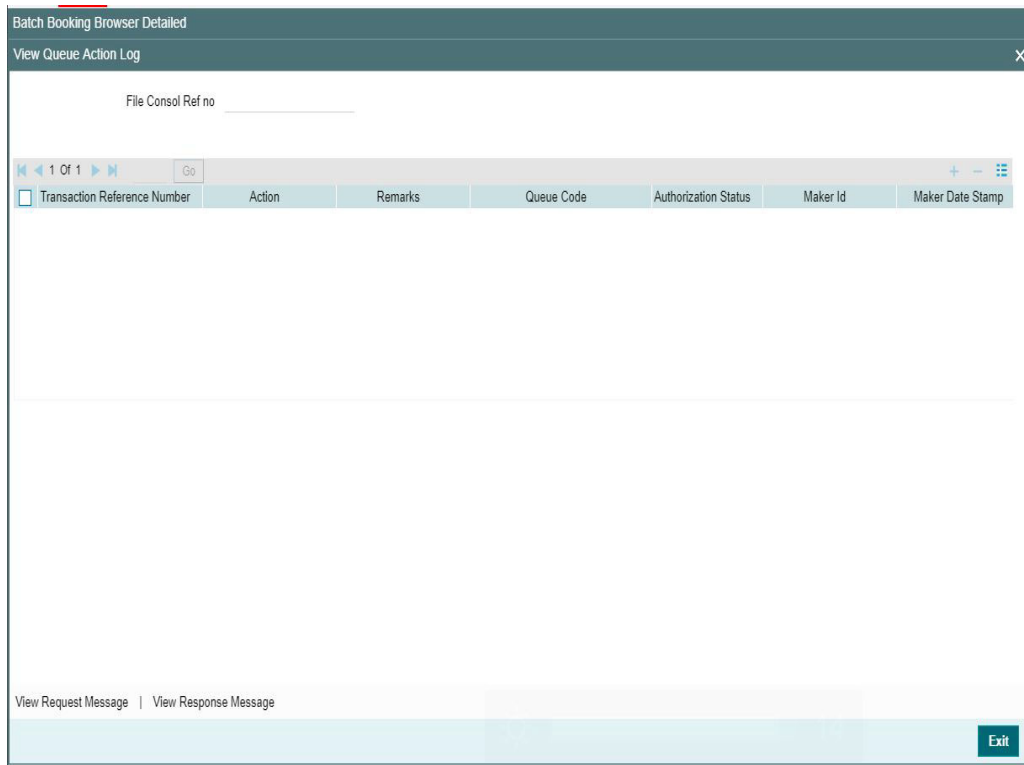 Batch Booking Browser Detailed
View Queue Action Log X
File Consol Ref no
1 Of 1 Go
Transaction Reference Number Action Remarks Queue Code Authorization Status Maker Id Maker Date Stamp
View Request Message | View Response Message
Exit